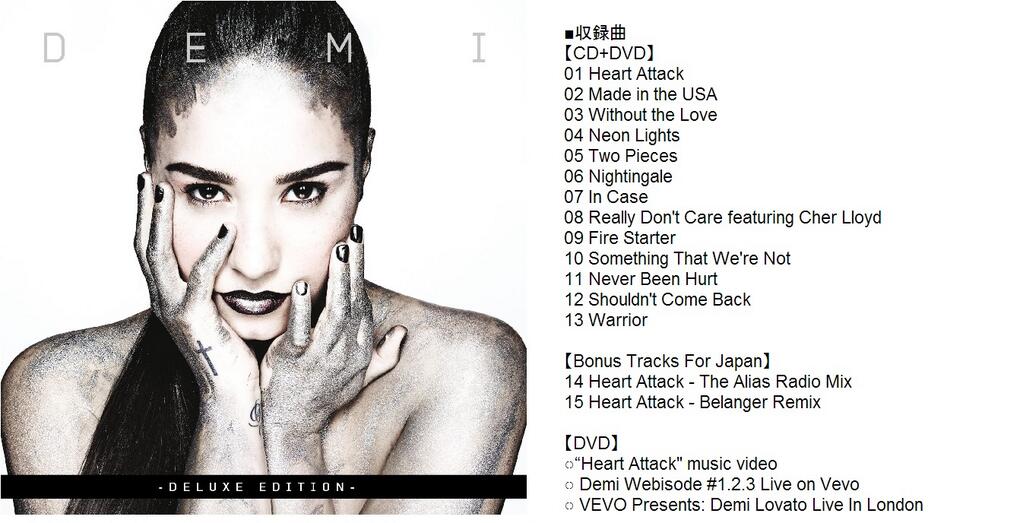 D E M I
-DELUXE EDITION-
■収録曲
【CD+DVD】
01 Heart Attack
02 Made in the USA
03 Without the Love
04 Neon Lights
05 Two Pieces
06 Nightingale
07 In Case
08 Really Don't Care featuring Cher Lloyd
09 Fire Starter
10 Something That We're Not
11 Never Been Hurt
12 Shouldn't Come Back
13 Warrior
【Bonus Tracks For Japan】
14 Heart Attack - The Alias Radio Mix
15 Heart Attack - Belanger Remix
【DVD】
○“Heart Attack" music video
○ Demi Webisode #1.2.3 Live on Vevo
○ VEVO Presents: Demi Lovato Live In London